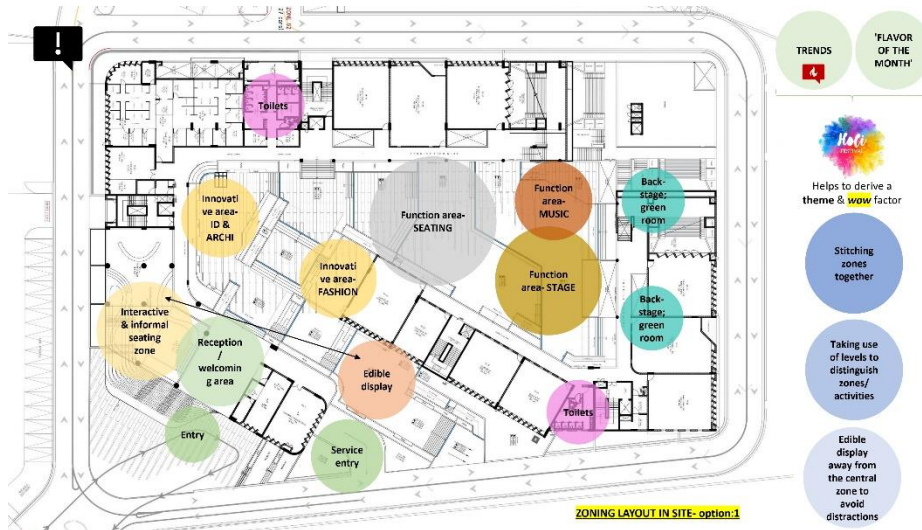 !
TRENDS
'FLAVOR
OF THE
MONTH'
Holi
FESTIVAL
Helps to derive a
theme & wow factor
Toilets
Innovati
ve area-
ID &
ARCHI
Function area-
SEATING
Function
area-
MUSIC
Back-
stage;
green
room
Innovati
ve area-
FASHION
Function
area- STAGE
Back-
stage;
green
room
Interactive
& informal
seating
zone
Reception
/
welcomin
g area
Edible
display
Toilets
Entry
Service
entry
Stitching
zones
together
Taking use
of levels to
distinguish
zones/
activities
Edible
display
away from
the central
zone to
avoid
distractions
ZONING LAYOUT IN SITE- option:1